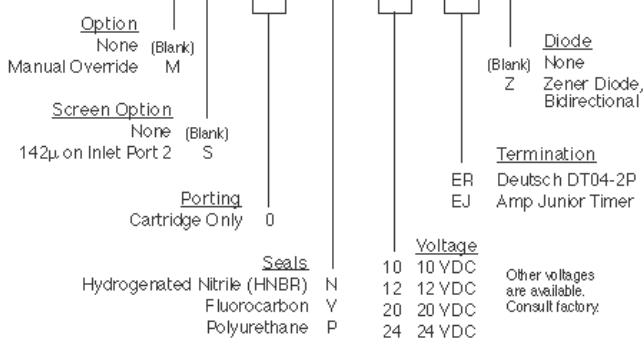 Option
None (Blank)
Manual Override M
Screen Option
None (Blank)
142µ on Inlet Port 2 S
Porting
Cartridge Only 0
Seals
Hydrogenated Nitrile (HNBR) N
Fluorocarbon V
Polyurethane P
Voltage
10 10 VDC
12 12 VDC
20 20 VDC
24 24 VDC
Other voltages
are available.
Consult factory.
Termination
ER Deutsch DT04-2P
EJ Amp Junior Timer
Diode
(Blank) None
Z Zener Diode,
Bidirectional